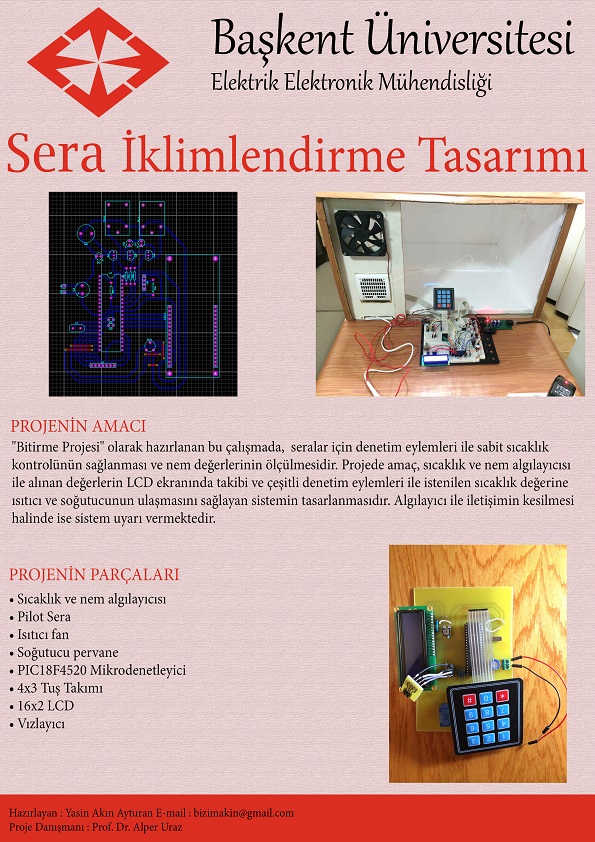 Başkent Üniversitesi
Elektrik Elektronik Mühendisliği
Sera İklimlendirme Tasarımı
PROJENİN AMACI
"Bitirme Projesi" olarak hazırlanan bu çalışmada, seralar için denetim eylemleri ile sabit sıcaklık
kontrolünün sağlanması ve nem değerlerinin ölçülmesidir. Projede amaç, sıcaklık ve nem algılayıcısı
ile alınan değerlerin LCD ekranında takibi ve çeşitli denetim eylemleri ile istenilen sıcaklık değerine
ısıtıcı ve soğutucunun ulaşmasını sağlayan sistemin tasarlanmasıdır. Algılayıcı ile iletişimin kesilmesi
halinde ise sistem uyarı vermektedir.
PROJENİN PARÇALARI
• Sıcaklık ve nem algılayıcısı
• Pilot Sera
• Isıtıcı fan
• Soğutucu pervane
• PIC18F4520 Mikrodenetleyici
• 4x3 Tuş Takımı
• 16x2 LCD
• Vızlayıcı
Hazırlayan : Yasin Akın Ayturan E-mail : bizimakin@gmail.com
Proje Danışmanı : Prof. Dr. Alper Uraz